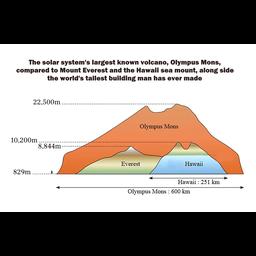 The solar system's largest known volcano, Olympus Mons,
compared to Mount Everest and the Hawaii sea mount, along side
the world's tallest building man has ever made
22,500m
Olympus Mons
10,200m
8,844m
Everest
Hawaii
829m
Hawaii : 251 km
Olympus Mons : 600 km